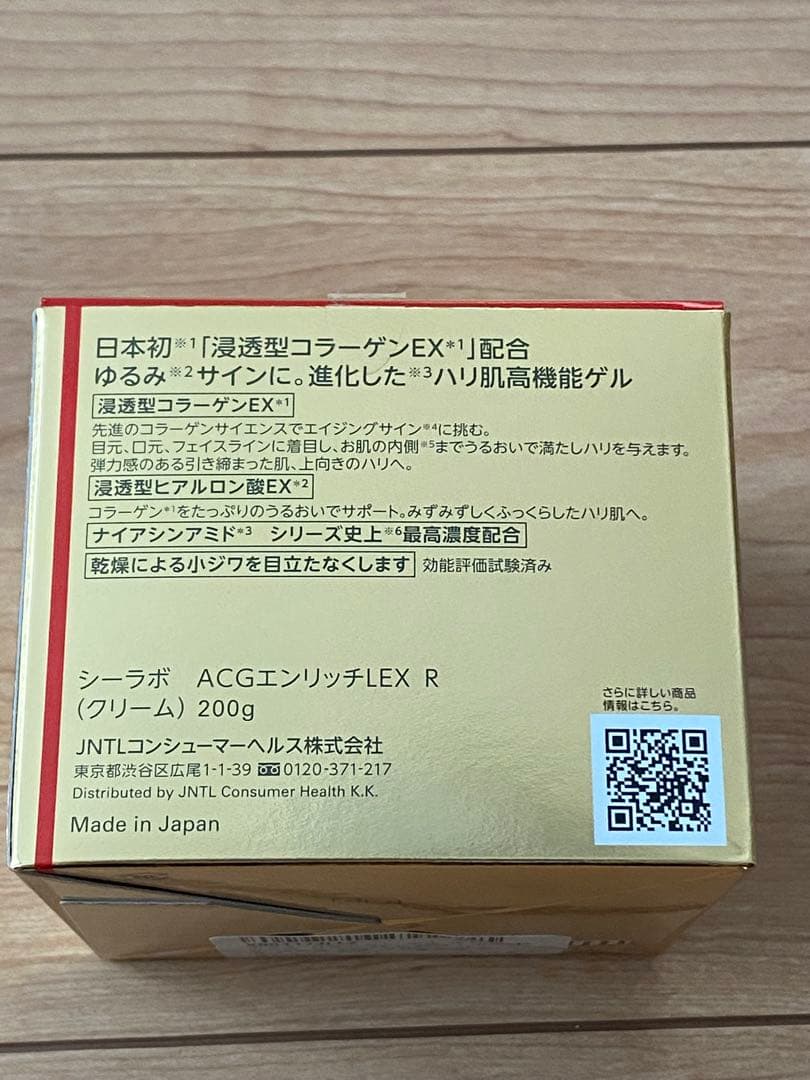 日本初※1「浸透型コラーゲンEX*1」配合
ゆるみ※2サインに。進化した※3ハリ肌高機能ゲル
浸透型コラーゲンEX*1
先進のコラーゲンサイエンスでエイジングサイン※4に挑む。
目元、口元、フェイスラインに着目し、お肌の内側※5までうるおいで満たしハリを与えます。
弾力感のある引き締まった肌、上向きのハリへ。
浸透型ヒアルロン酸EX*2
コラーゲン*1をたっぷりのうるおいでサポート。みずみずしくふっくらしたハリ肌へ。
ナイアシンアミド*3 シリーズ史上※6最高濃度配合
乾燥による小ジワを目立たなくします 効能評価試験済み
シーラボ ACGエンリッチLEX R
(クリーム) 200g
JNTLコンシューマーヘルス株式会社
東京都渋谷区広尾1-1-39 0120-371-217
Distributed by JNTL Consumer Health K.K.
Made in Japan
さらに詳しい商品
情報はこちら。